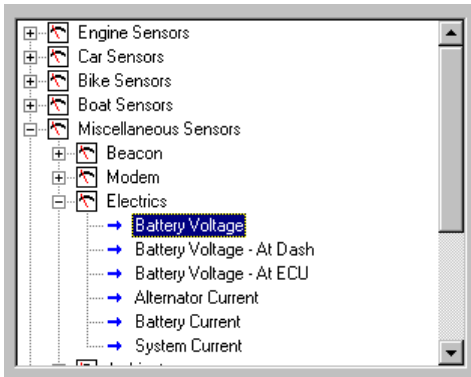 Engine Sensors
Car Sensors
Bike Sensors
Boat Sensors
Miscellaneous Sensors
Beacon
Modem
Electrics
Battery Voltage
Battery Voltage - At Dash
Battery Voltage - At ECU
Alternator Current
Battery Current
System Current